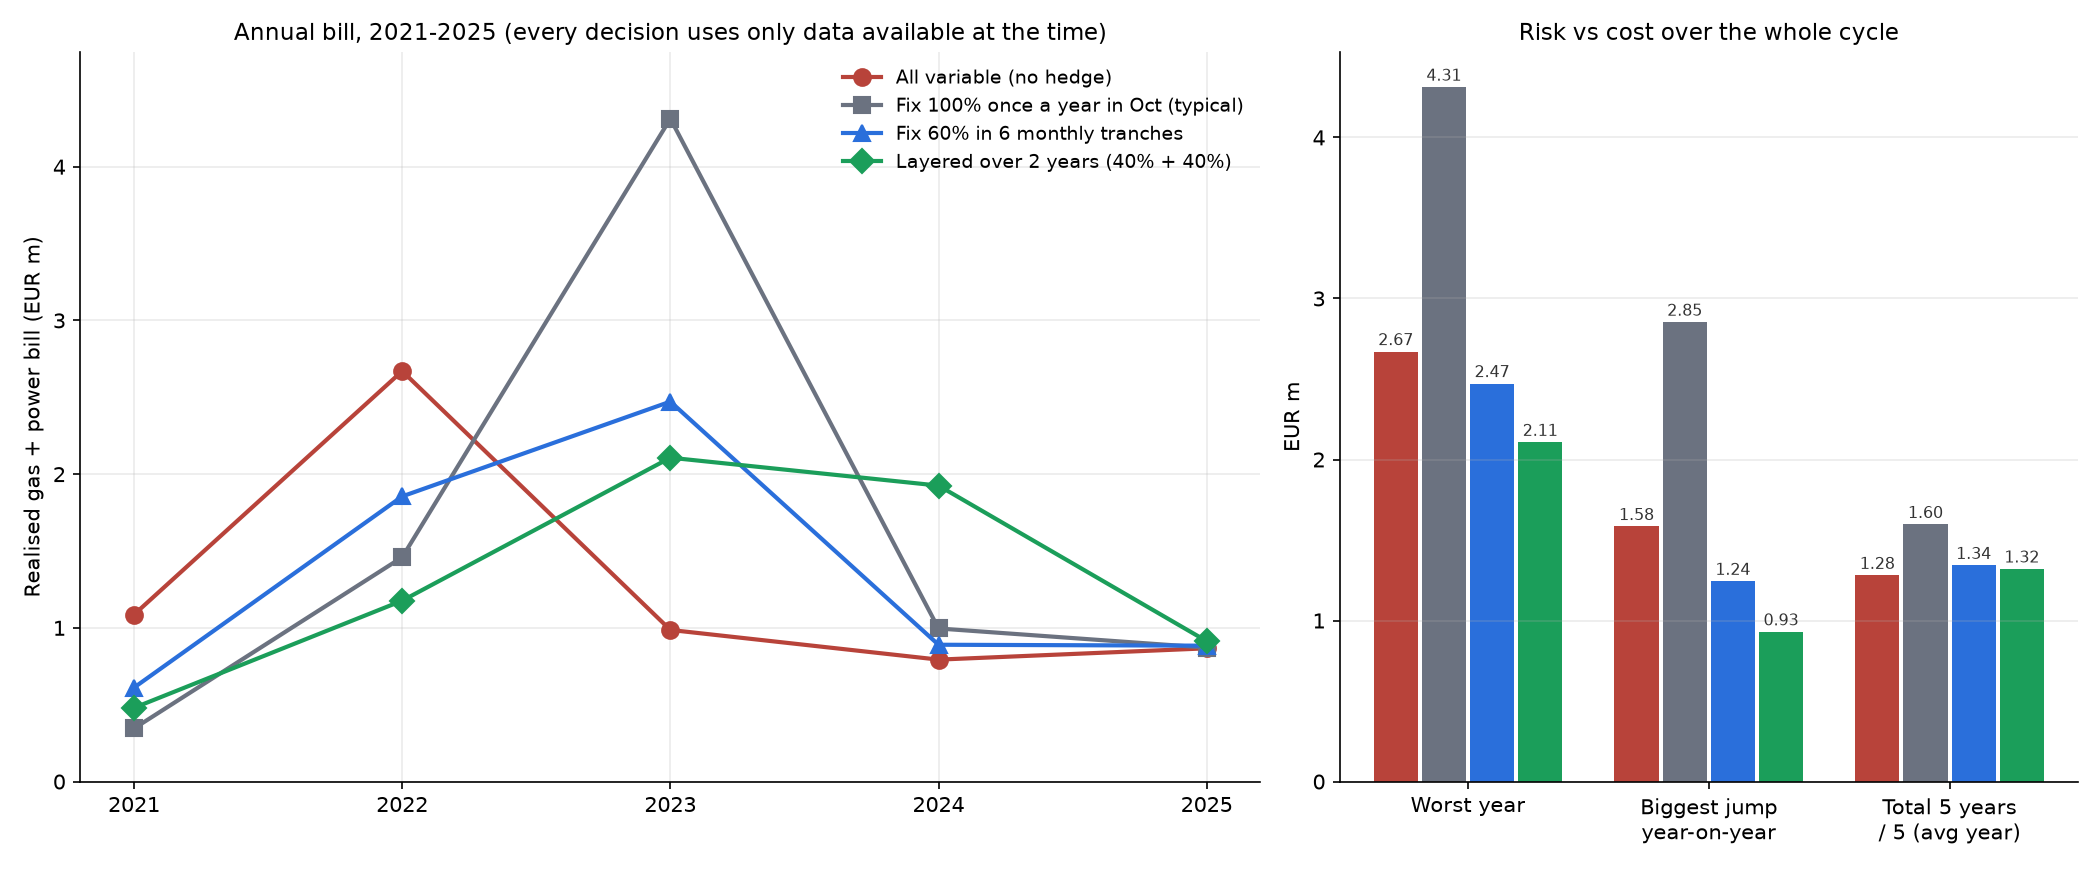 Annual bill, 2021-2025 (every decision uses only data available at the time)
Realised gas + power bill (EUR m)
All variable (no hedge)
Fix 100% once a year in Oct (typical)
Fix 60% in 6 monthly tranches
Layered over 2 years (40% + 40%)
4
3
2
1
0
2021
2022
2023
2024
2025
Risk vs cost over the whole cycle
EUR m
4
3
2
1
0
2.67
4.31
2.47
2.11
1.58
2.85
1.24
0.93
1.28
1.60
1.34
1.32
Worst year
Biggest jump
year-on-year
Total 5 years
/ 5 (avg year)